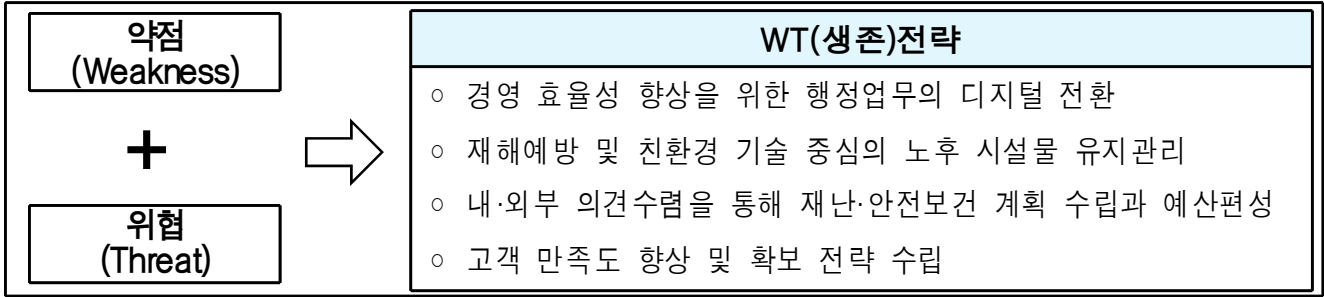 약점
(Weakness)
+
위협
(Threat)
WT(생존)전략
○ 경영 효율성 향상을 위한 행정업무의 디지털 전환
○ 재해예방 및 친환경 기술 중심의 노후 시설물 유지관리
○ 내·외부 의견수렴을 통해 재난·안전보건 계획 수립과 예산편성
○ 고객 만족도 향상 및 확보 전략 수립